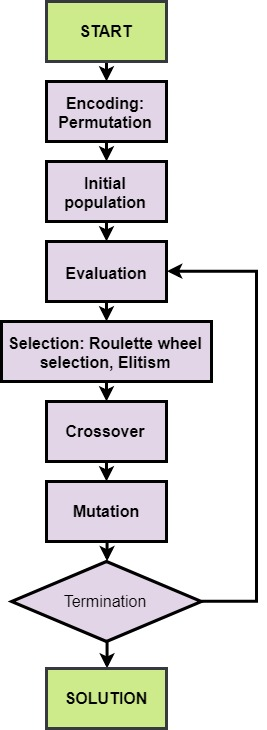 START
Encoding:
Permutation
Initial
population
Evaluation
Selection: Roulette wheel
selection, Elitism
Crossover
Mutation
Termination
SOLUTION